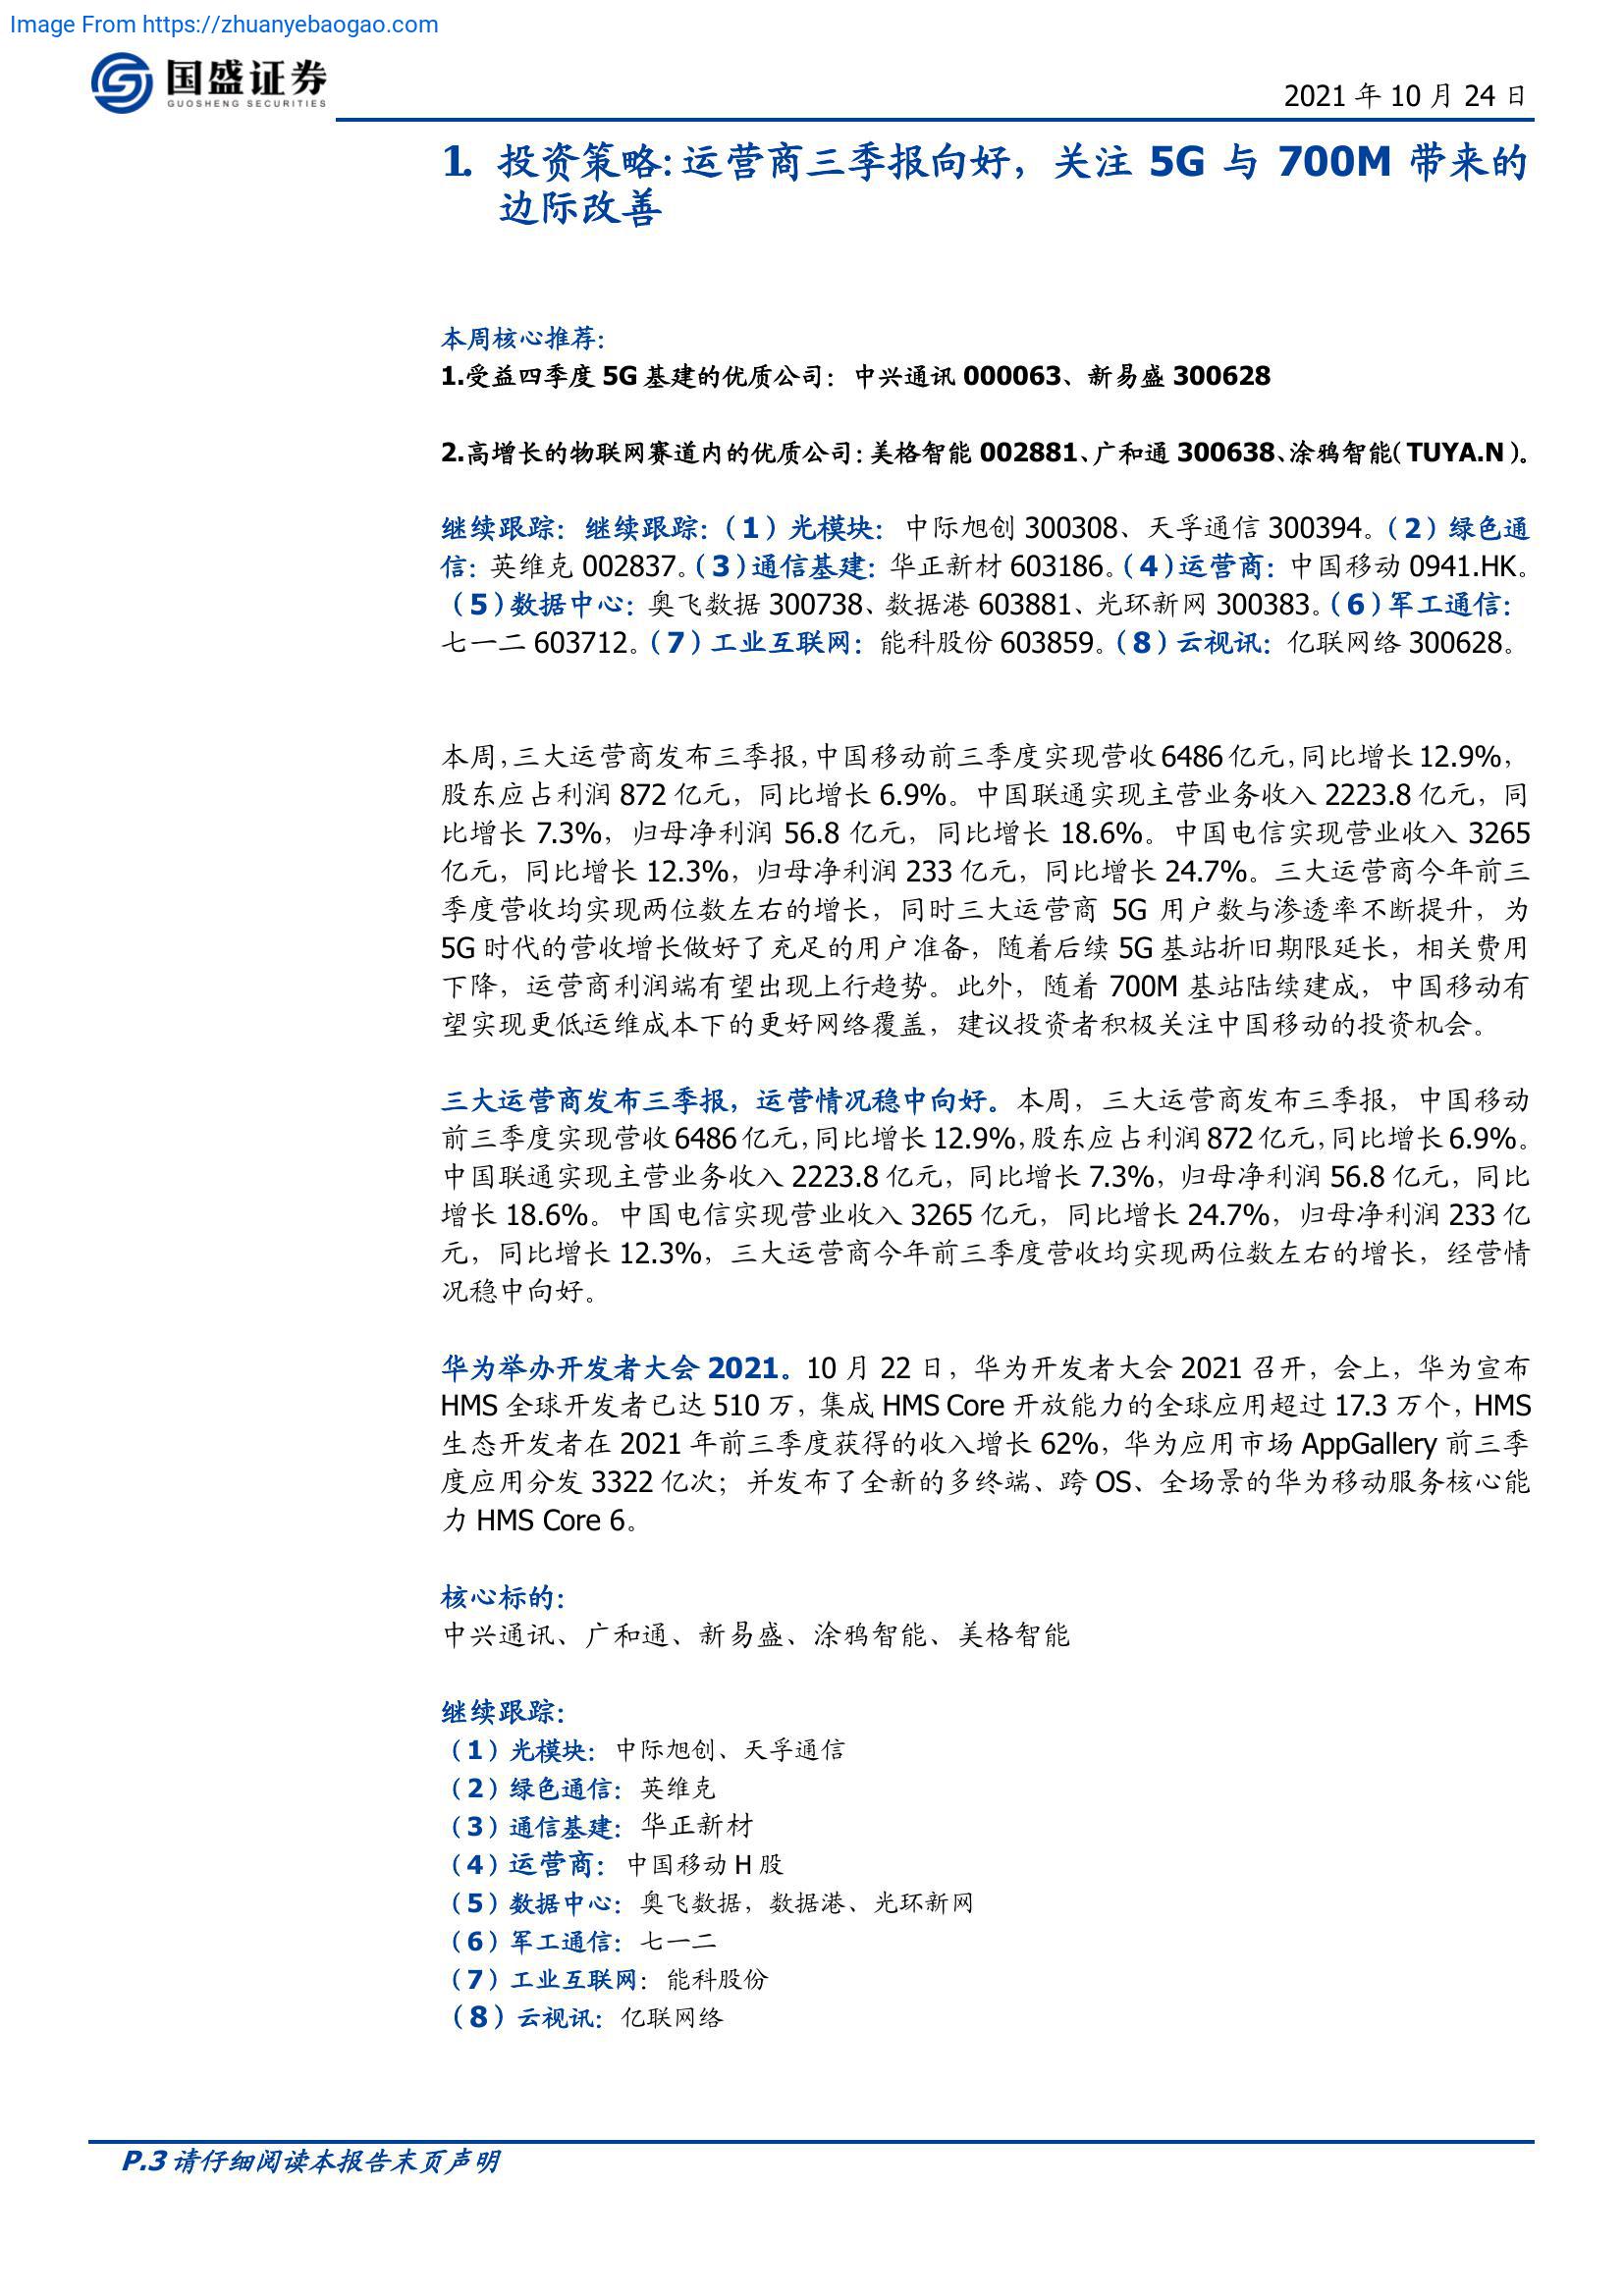 Image From https://zhuanyebaogao.com
国盛证券
GUOSHENG SECURITIES
2021 年 10 月 24 日
1. 投资策略：运营商三季报向好，关注 5G 与 700M 带来的
边际改善
本周核心推荐：
1.受益四季度 5G 基建的优质公司：中兴通讯 000063、新易盛 300628
2.高增长的物联网赛道内的优质公司：美格智能 002881、广和通 300638、涂鸦智能（TUYA.N）。
继续跟踪：继续跟踪：（1）光模块：中际旭创 300308、天孚通信 300394。（2）绿色通
信：英维克 002837。（3）通信基建：华正新材 603186。（4）运营商：中国移动 0941.HK。
（5）数据中心：奥飞数据 300738、数据港 603881、光环新网 300383。（6）军工通信：
七一二 603712。（7）工业互联网：能科股份 603859。（8）云视讯：亿联网络 300628。
本周，三大运营商发布三季报，中国移动前三季度实现营收 6486 亿元，同比增长 12.9%，
股东应占利润 872 亿元，同比增长 6.9%。中国联通实现主营业务收入 2223.8 亿元，同
比增长 7.3%，归母净利润 56.8 亿元，同比增长 18.6%。中国电信实现营业收入 3265
亿元，同比增长 12.3%，归母净利润 233 亿元，同比增长 24.7%。三大运营商今年前三
季度营收均实现两位数左右的增长，同时三大运营商 5G 用户数与渗透率不断提升，为
5G 时代的营收增长做好了充足的用户准备，随着后续 5G 基站折旧期限延长，相关费用
下降，运营商利润端有望出现上行趋势。此外，随着 700M 基站陆续建成，中国移动有
望实现更低运维成本下的更好网络覆盖，建议投资者积极关注中国移动的投资机会。
三大运营商发布三季报，运营情况稳中向好。本周，三大运营商发布三季报，中国移动
前三季度实现营收 6486 亿元，同比增长 12.9%，股东应占利润 872 亿元，同比增长 6.9%。
中国联通实现主营业务收入 2223.8 亿元，同比增长 7.3%，归母净利润 56.8 亿元，同比
增长 18.6%。中国电信实现营业收入 3265 亿元，同比增长 24.7%，归母净利润 233 亿
元，同比增长 12.3%，三大运营商今年前三季度营收均实现两位数左右的增长，经营情
况稳中向好。
华为举办开发者大会 2021。10 月 22 日，华为开发者大会 2021 召开，会上，华为宣布
HMS 全球开发者已达 510 万，集成 HMS Core 开放能力的全球应用超过 17.3 万个，HMS
生态开发者在 2021 年前三季度获得的收入增长 62%，华为应用市场 AppGallery 前三季
度应用分发 3322 亿次；并发布了全新的多终端、跨 OS、全场景的华为移动服务核心能
力 HMS Core 6。
核心标的：
中兴通讯、广和通、新易盛、涂鸦智能、美格智能
继续跟踪：
（1）光模块：中际旭创、天孚通信
（2）绿色通信：英维克
（3）通信基建：华正新材
（4）运营商：中国移动 H 股
（5）数据中心：奥飞数据，数据港、光环新网
（6）军工通信：七一二
（7）工业互联网：能科股份
（8）云视讯：亿联网络
P.3 请仔细阅读本报告末页声明